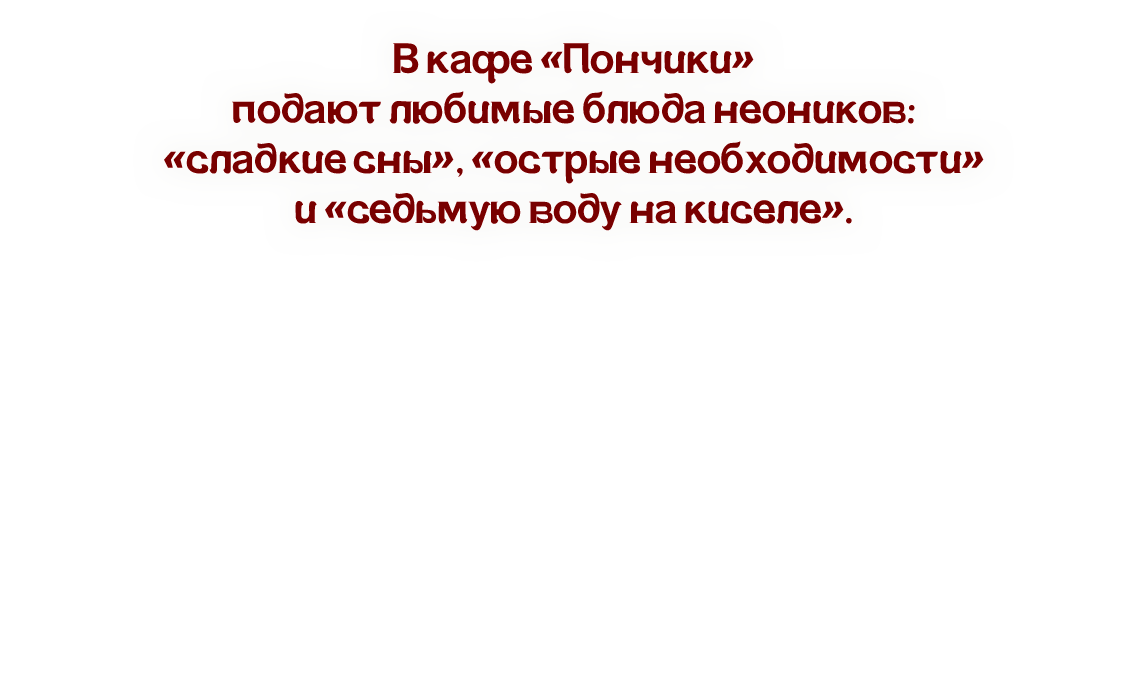 В кафе «Пончики»
подают любимые блюда неоников:
«сладкие сны», «острые необходимости»
и «седьмую воду на киселе».